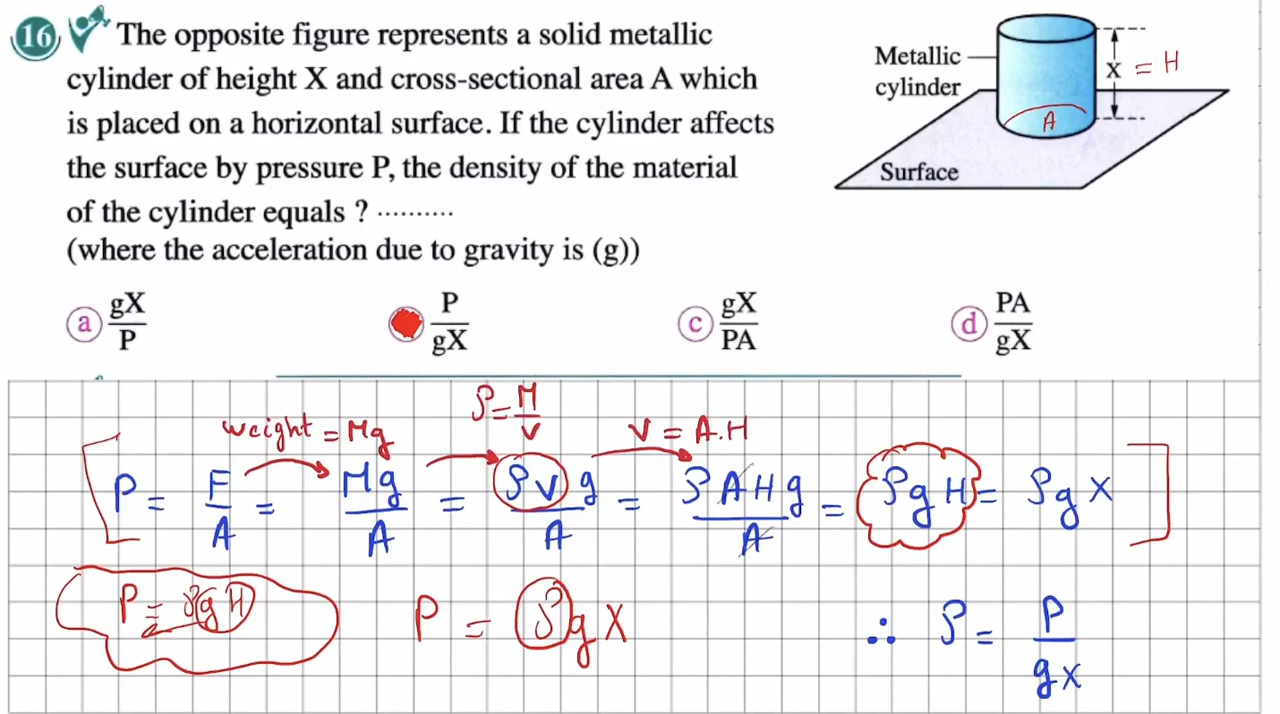 16 The opposite figure represents a solid metallic
cylinder of height X and cross-sectional area A which
is placed on a horizontal surface. If the cylinder affects
the surface by pressure P, the density of the material
of the cylinder equals ? ..........
(where the acceleration due to gravity is (g))
Metallic
cylinder
X = H
A
Surface
a gX/P
P/gX
c gX/PA
d PA/gX
weight = Mg
ρ = M/V
V = A.H
P = F/A = Mg/A = ρVg/A = ρAHg/A = ρgH = ρgX
P = ρgH
P = ρgX
∴ ρ = P/gX